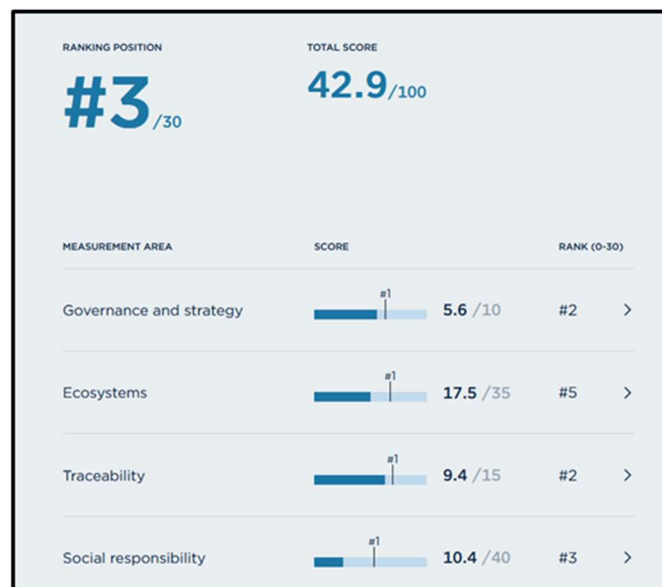 RANKING POSITION TOTAL SCORE
#3/30 42.9/100
MEASUREMENT AREA SCORE RANK (0-30)
#1
Governance and strategy 5.6 /10 #2 >
#1
Ecosystems 17.5 /35 #5 >
#1
Traceability 9.4 /15 #2 >
#1
Social responsibility 10.4 /40 #3 >